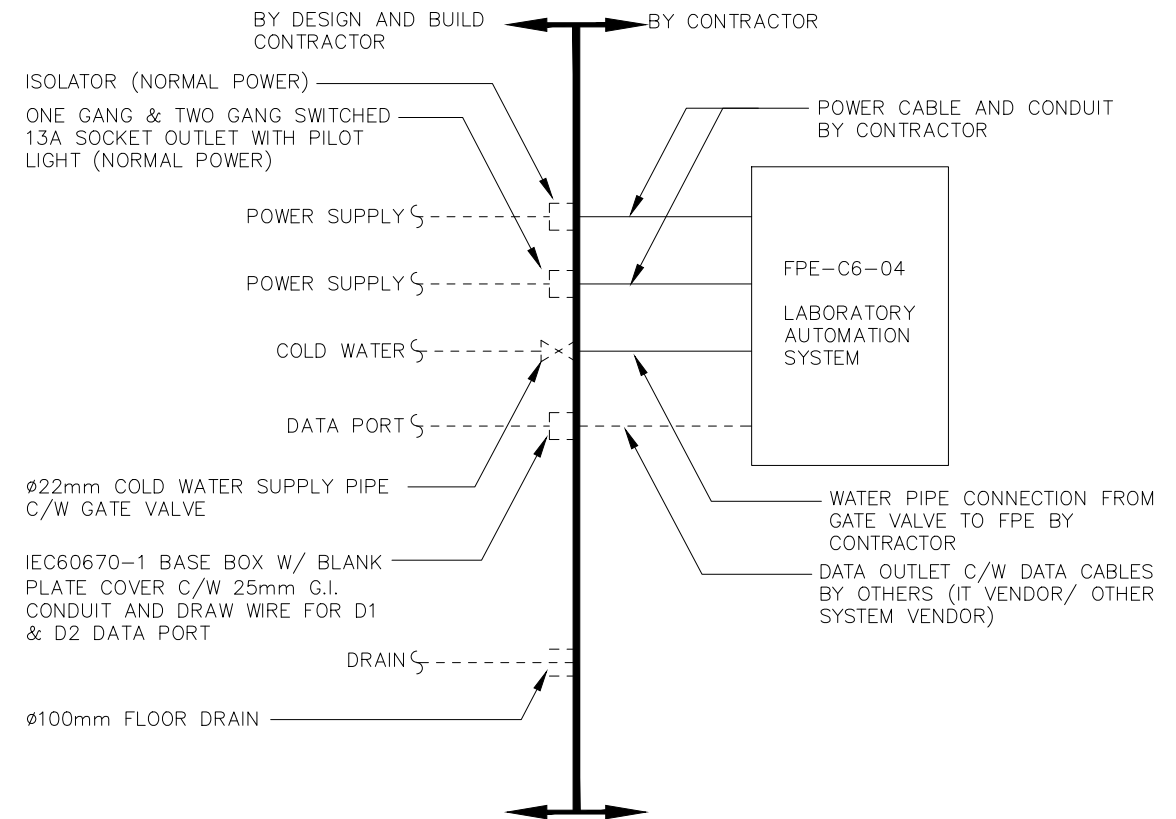 BY DESIGN AND BUILD
CONTRACTOR
BY CONTRACTOR
ISOLATOR (NORMAL POWER)
ONE GANG & TWO GANG SWITCHED
13A SOCKET OUTLET WITH PILOT
LIGHT (NORMAL POWER)
POWER CABLE AND CONDUIT
BY CONTRACTOR
POWER SUPPLY
POWER SUPPLY
COLD WATER
DATA PORT
FPE-C6-04
LABORATORY
AUTOMATION
SYSTEM
Ø22mm COLD WATER SUPPLY PIPE
C/W GATE VALVE
WATER PIPE CONNECTION FROM
GATE VALVE TO FPE BY
CONTRACTOR
IEC60670-1 BASE BOX W/ BLANK
PLATE COVER C/W 25mm G.I.
CONDUIT AND DRAW WIRE FOR D1
& D2 DATA PORT
DATA OUTLET C/W DATA CABLES
BY OTHERS (IT VENDOR/ OTHER
SYSTEM VENDOR)
DRAIN
Ø100mm FLOOR DRAIN